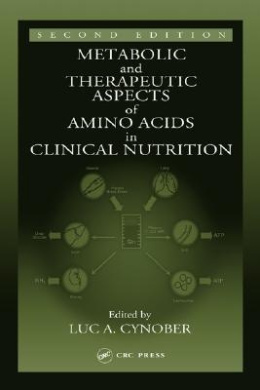 SECOND EDITION
METABOLIC
and
THERAPEUTIC
ASPECTS
of
AMINO ACIDS
in
CLINICAL NUTRITION
Edited by
LUC A. CYNOBER
CRC PRESS